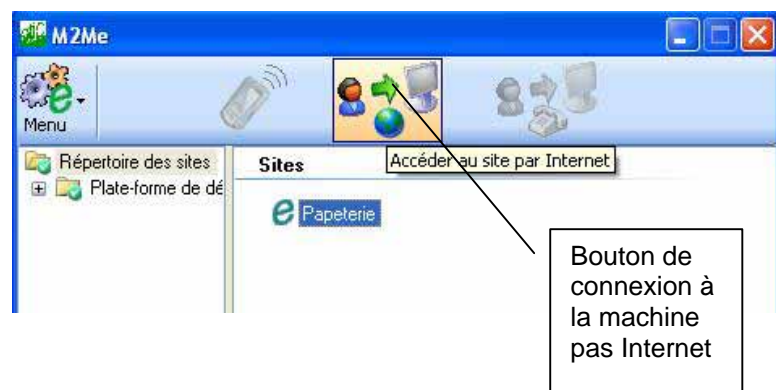 M2Me
Menu
Répertoire des sites
Plate-forme de dé
Sites
Accéder au site par Internet
Papeterie
Bouton de
connexion à
la machine
pas Internet